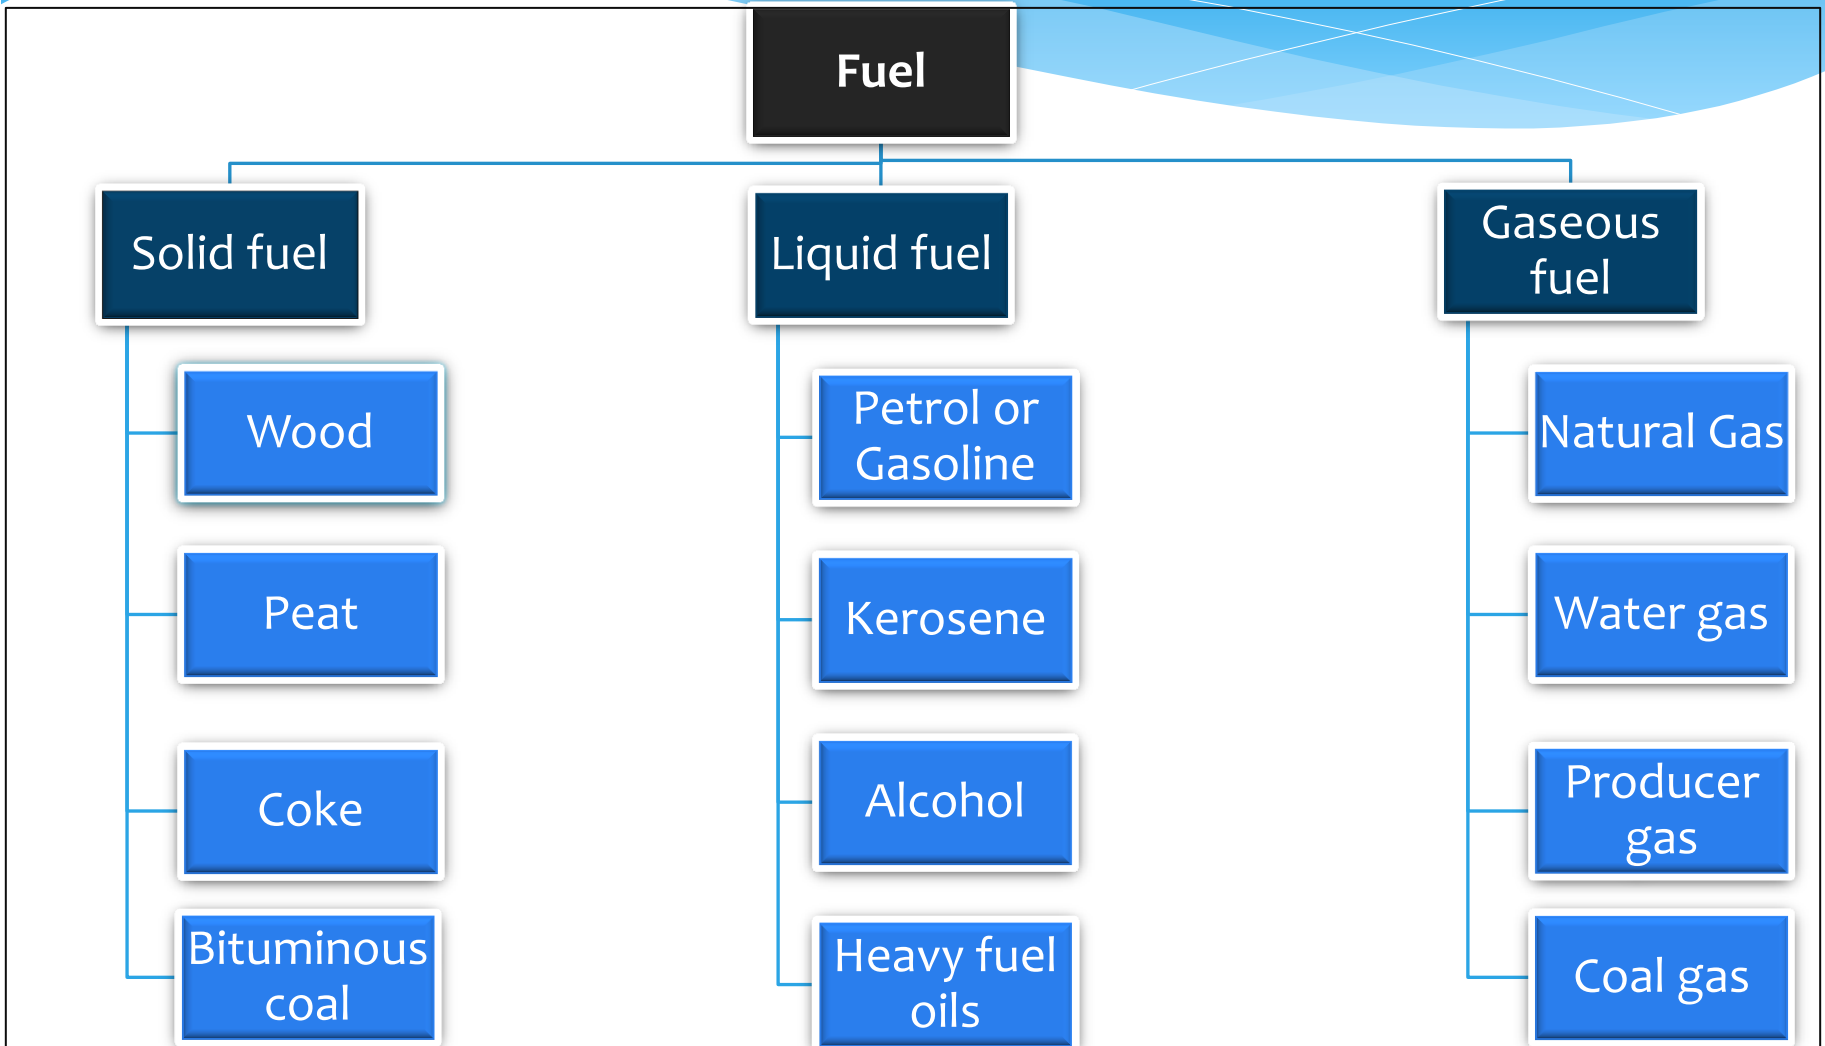 Fuel
Solid fuel
Wood
Peat
Coke
Bituminous
coal
Liquid fuel
Petrol or
Gasoline
Kerosene
Alcohol
Heavy fuel
oils
Gaseous
fuel
Natural Gas
Water gas
Producer
gas
Coal gas